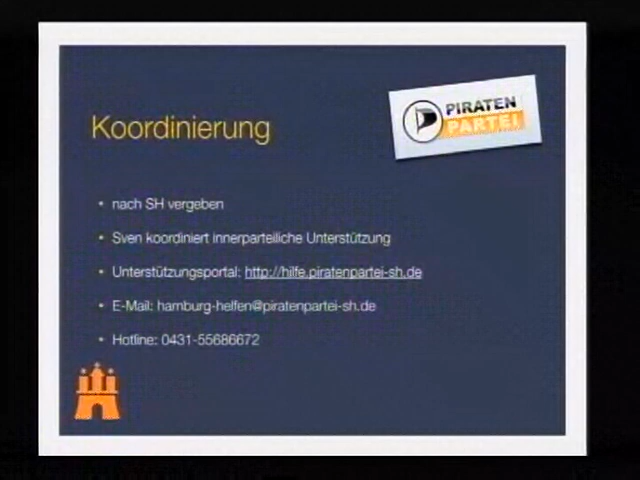 Koordinierung
PIRATEN
PARTEI
• nach SH vergeben
• Sven koordiniert innerparteiliche Unterstützung
• Unterstützungsportal: http://hilfe.piratenpartei-sh.de
• E-Mail: hamburg-helfen@piratenpartei-sh.de
• Hotline: 0431-55686672